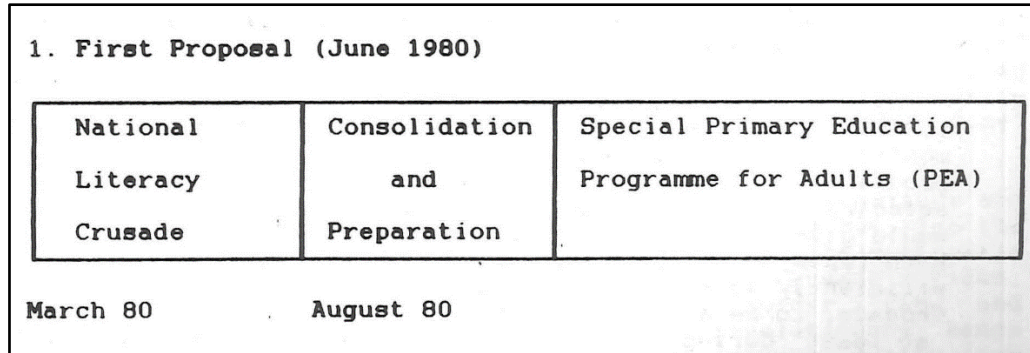 1. First Proposal (June 1980)
National Consolidation Special Primary Education
Literacy and Programme for Adults (PEA)
Crusade Preparation
March 80 August 80